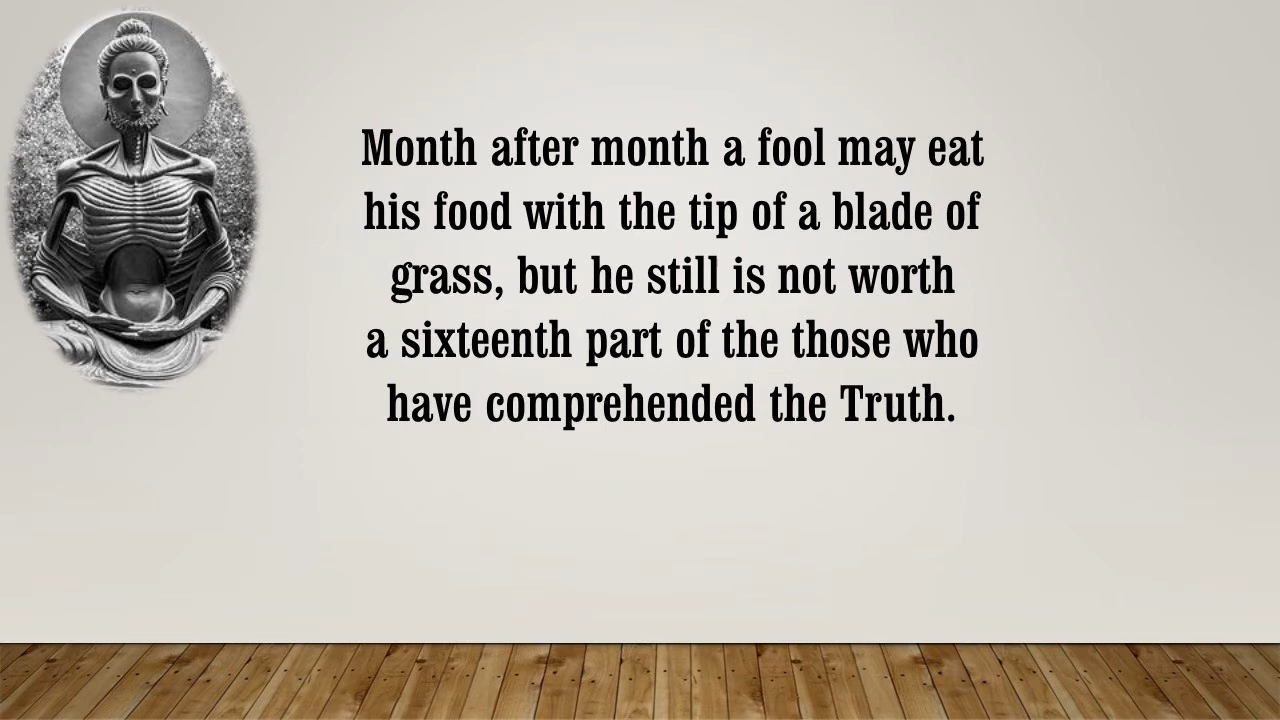 Month after month a fool may eat
his food with the tip of a blade of
grass, but he still is not worth
a sixteenth part of the those who
have comprehended the Truth.